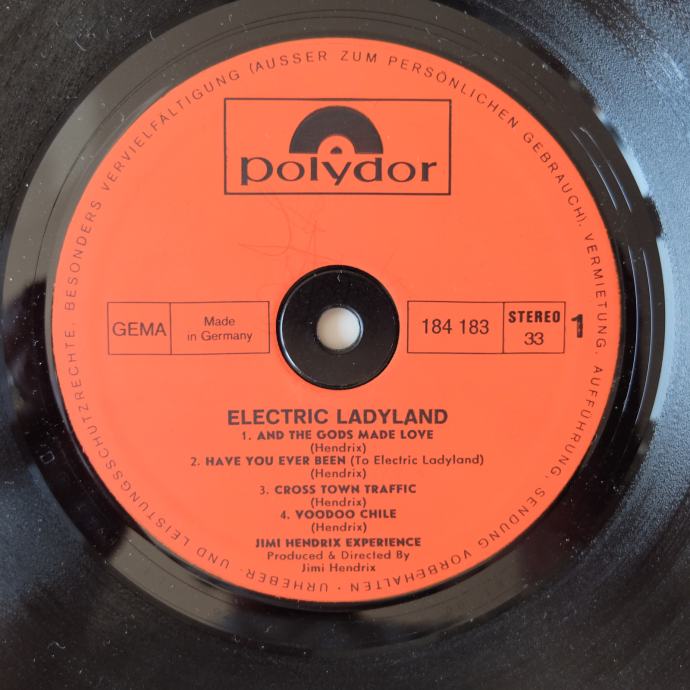 URHEBER- UND LEISTUNGSSCHUTZRECHTE, BESONDERS VERVIELFÄLTIGUNG (AUSSER ZUM PERSÖNLICHEN GEBRAUCH), VERMIETUNG, AUFFÜHRUNG, SENDUNG VORBEHALTEN ·
polydor
GEMA
Made
in Germany
184 183
STEREO
33
1
ELECTRIC LADYLAND
1. AND THE GODS MADE LOVE
(Hendrix)
2. HAVE YOU EVER BEEN (To Electric Ladyland)
(Hendrix)
3. CROSS TOWN TRAFFIC
(Hendrix)
4. VOODOO CHILE
(Hendrix)
JIMI HENDRIX EXPERIENCE
Produced & Directed By
Jimi Hendrix